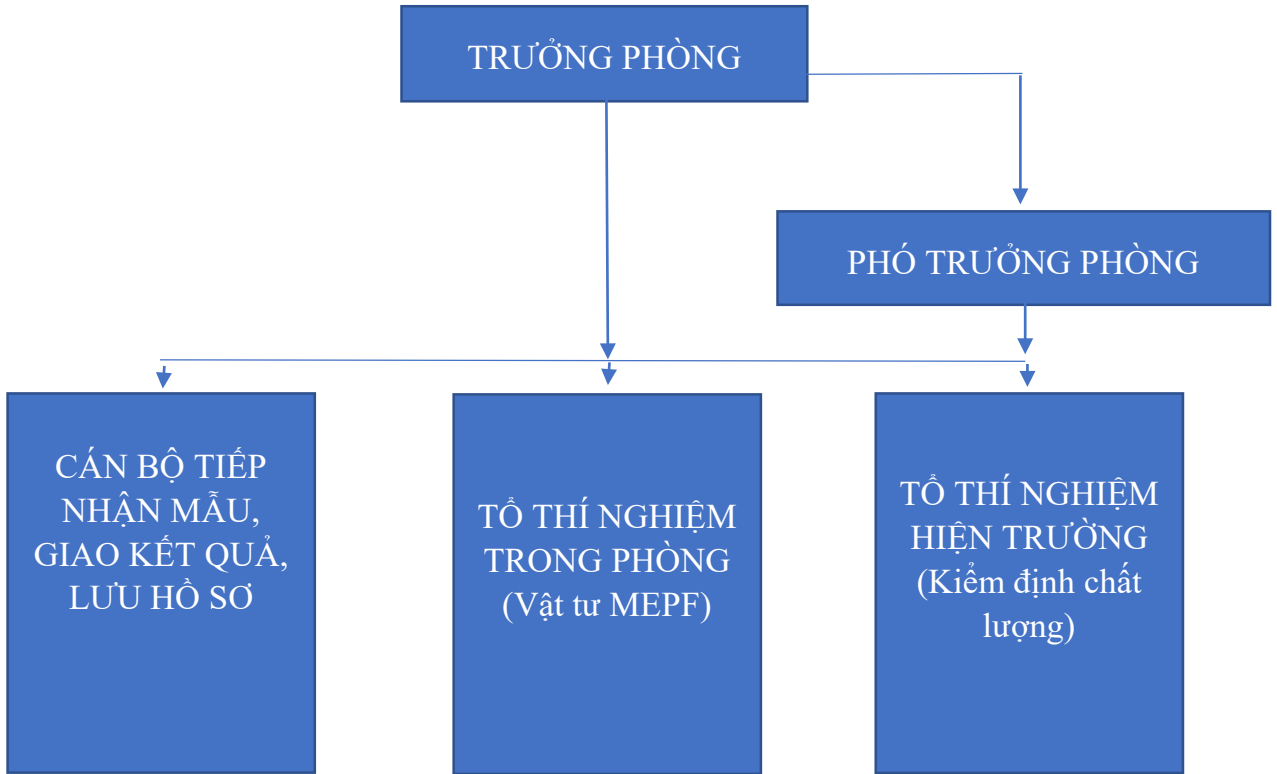 TRƯỞNG PHÒNG
PHÓ TRƯỞNG PHÒNG
CÁN BỘ TIẾP
NHẬN MẪU,
GIAO KẾT QUẢ,
LƯU HỒ SƠ
TỔ THÍ NGHIỆM
TRONG PHÒNG
(Vật tư MEPF)
TỔ THÍ NGHIỆM
HIỆN TRƯỜNG
(Kiểm định chất
lượng)